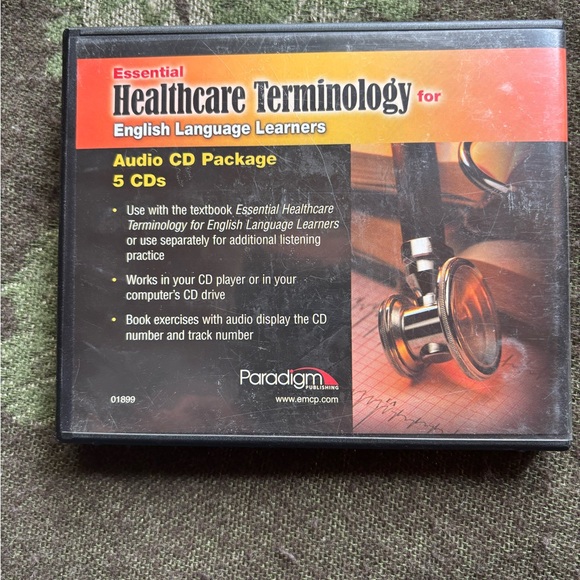 Essential
Healthcare Terminology for
English Language Learners
Audio CD Package
5 CDs
• Use with the textbook Essential Healthcare
Terminology for English Language Learners
or use separately for additional listening
practice
• Works in your CD player or in your
computer's CD drive
• Book exercises with audio display the CD
number and track number
Paradigm
PUBLISHING
www.emcp.com
01899